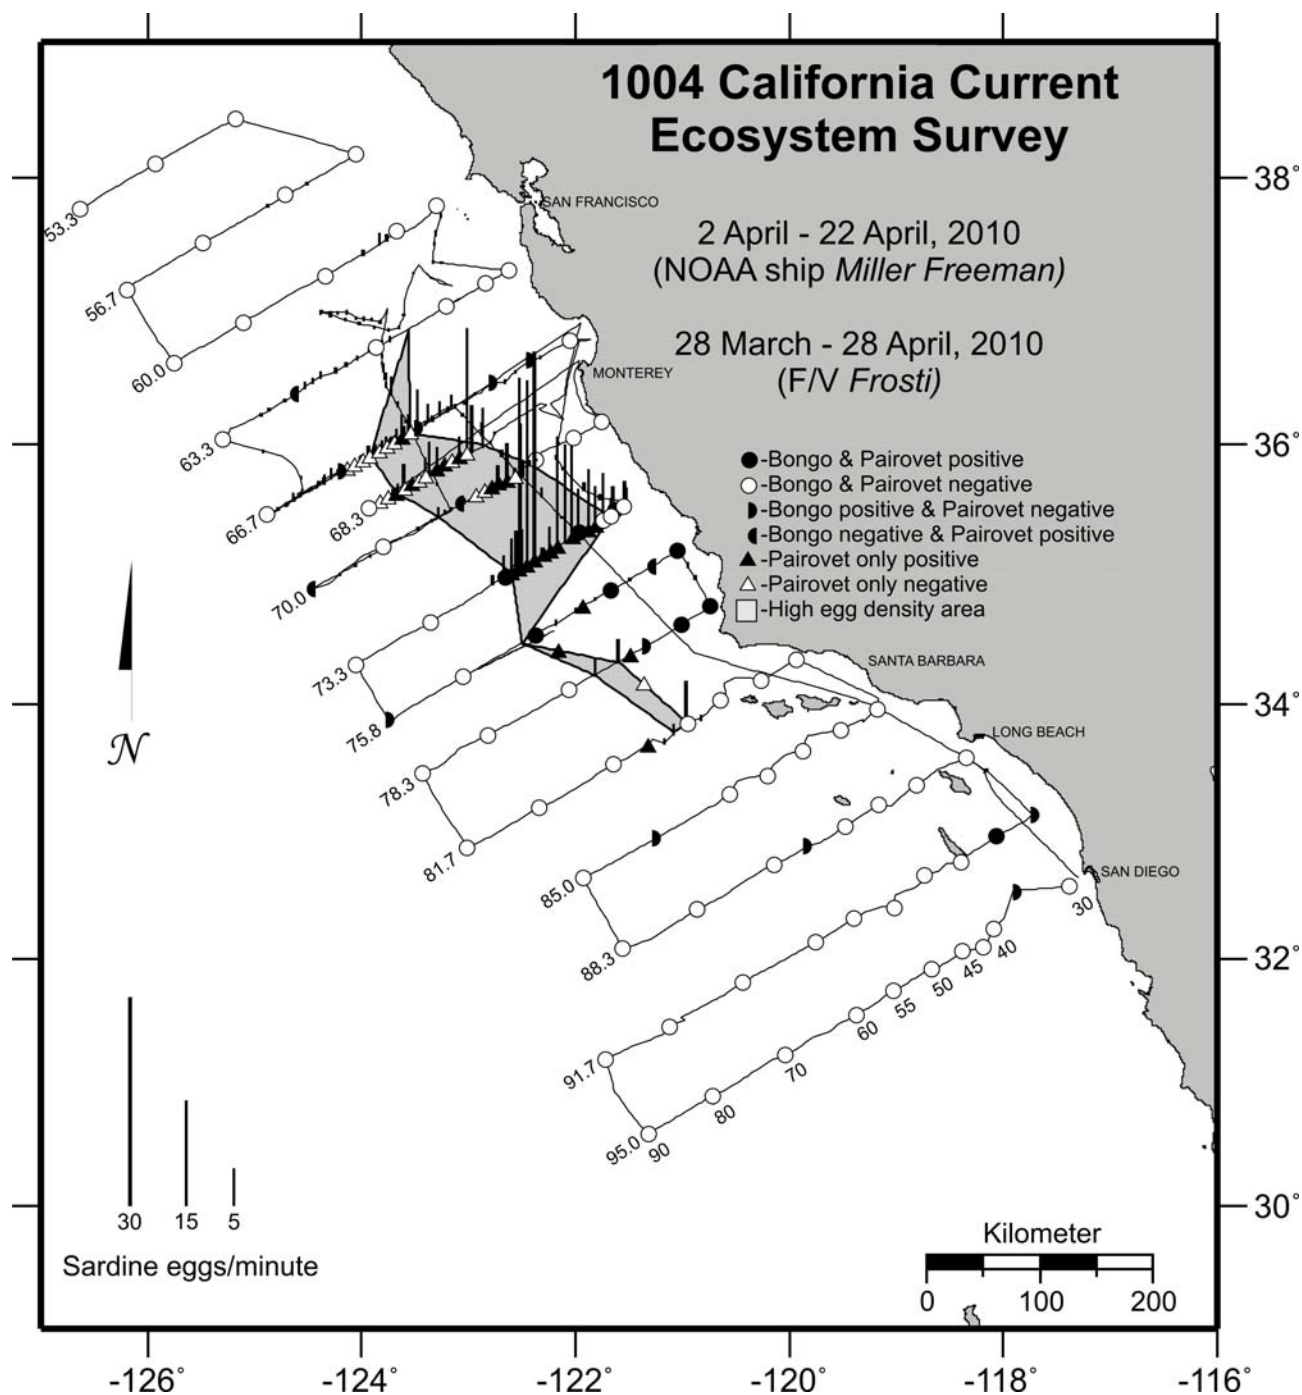 1004 California Current
Ecosystem Survey
2 April - 22 April, 2010
(NOAA ship Miller Freeman)
28 March - 28 April, 2010
(F/V Frosti)
SAN FRANCISCO
MONTEREY
SANTA BARBARA
LONG BEACH
SAN DIEGO
●-Bongo & Pairovet positive
○-Bongo & Pairovet negative
◗-Bongo positive & Pairovet negative
◖-Bongo negative & Pairovet positive
▲-Pairovet only positive
△-Pairovet only negative
□-High egg density area
53.3
56.7
60.0
63.3
66.7
68.3
70.0
73.3
75.8
78.3
81.7
85.0
88.3
91.7
95.0
90
80
70
60
55
50
45
40
30
38°
36°
34°
32°
30°
N
30 15 5
Sardine eggs/minute
Kilometer
0 100 200
-126° -124° -122° -120° -118° -116°